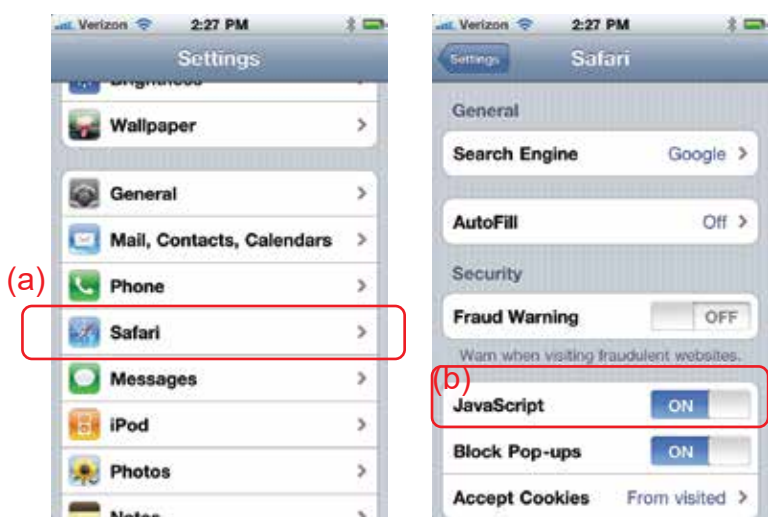 Verizon 2:27 PM
Settings
Brightness
Wallpaper
General
Mail, Contacts, Calendars
(a)
Phone
Safari
Messages
iPod
Photos
Notes
Verizon 2:27 PM
Settings Safari
General
Search Engine Google
AutoFill Off
Security
Fraud Warning OFF
Warn when visiting fraudulent websites.
(b)
JavaScript ON
Block Pop-ups ON
Accept Cookies From visited